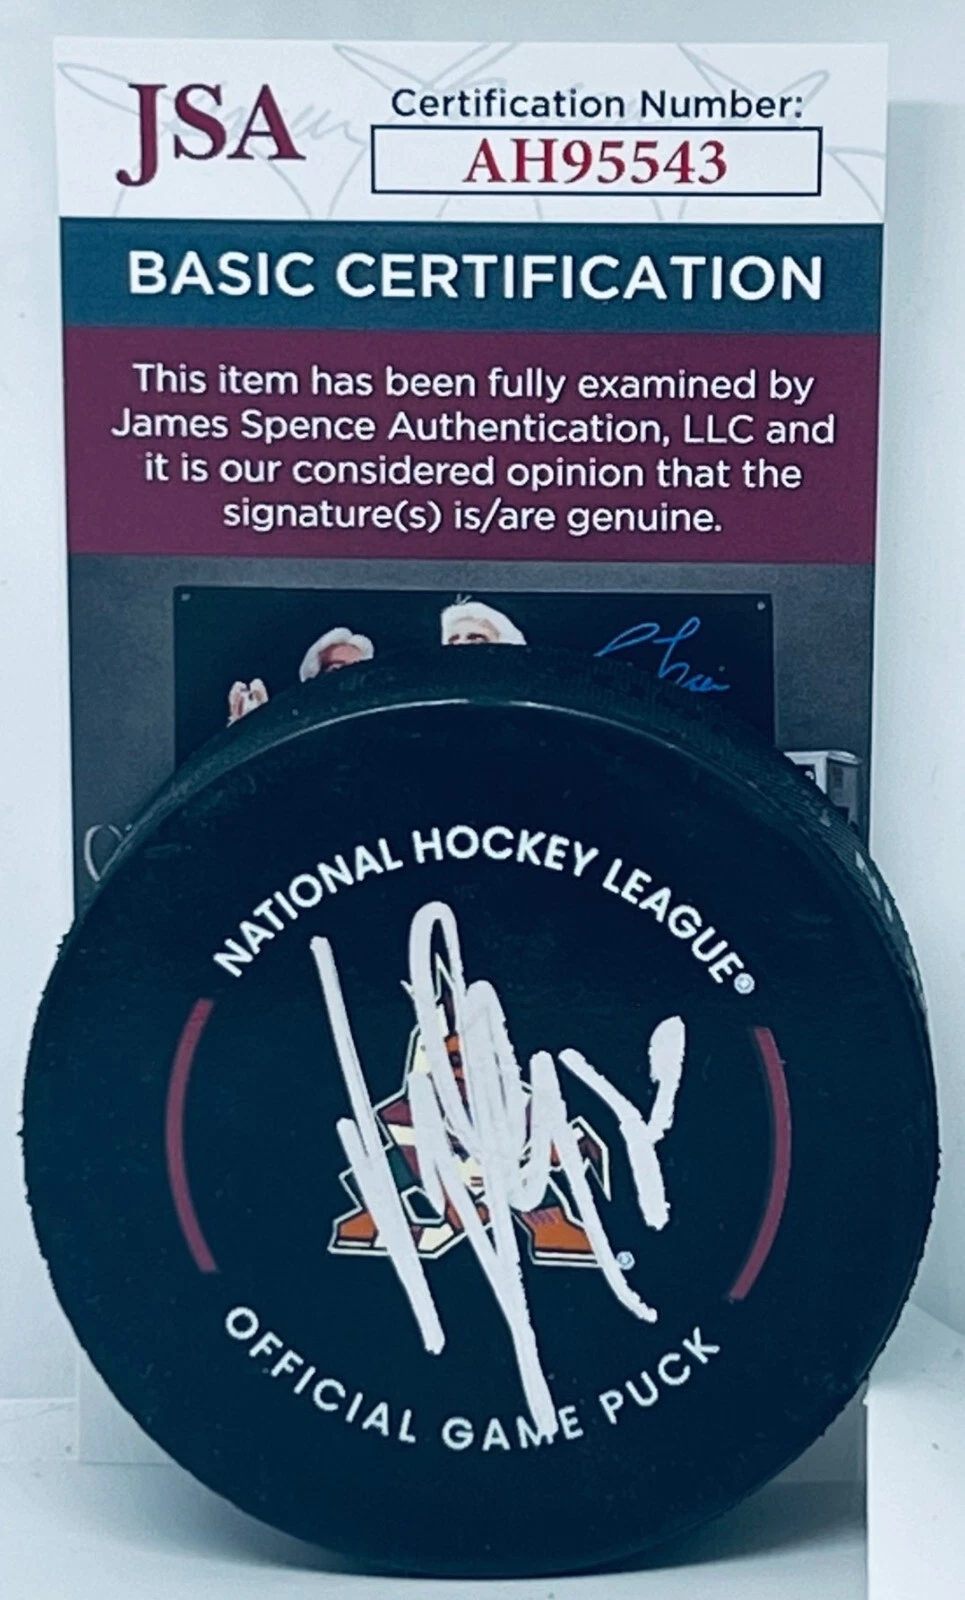 JSA
Certification Number:
AH95543
BASIC CERTIFICATION
This item has been fully examined by
James Spence Authentication, LLC and
it is our considered opinion that the
signature(s) is/are genuine.
NATIONAL HOCKEY LEAGUE®
OFFICIAL GAME PUCK